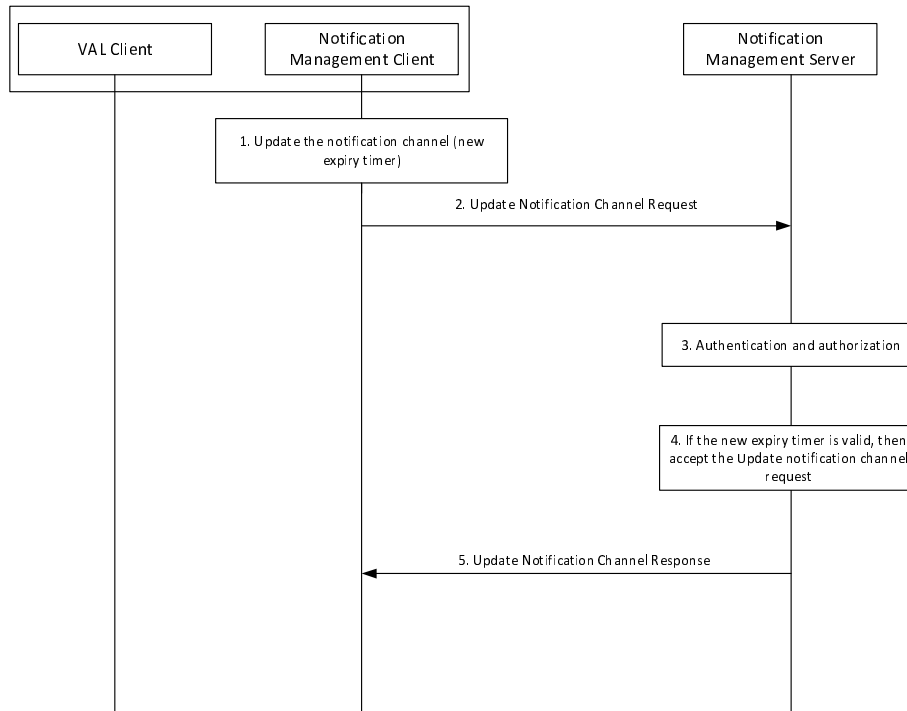 VAL Client
Notification
Management Client
Notification
Management Server
1. Update the notification channel (new
expiry timer)
2. Update Notification Channel Request
3. Authentication and authorization
4. If the new expiry timer is valid, then
accept the Update notification channel
request
5. Update Notification Channel Response